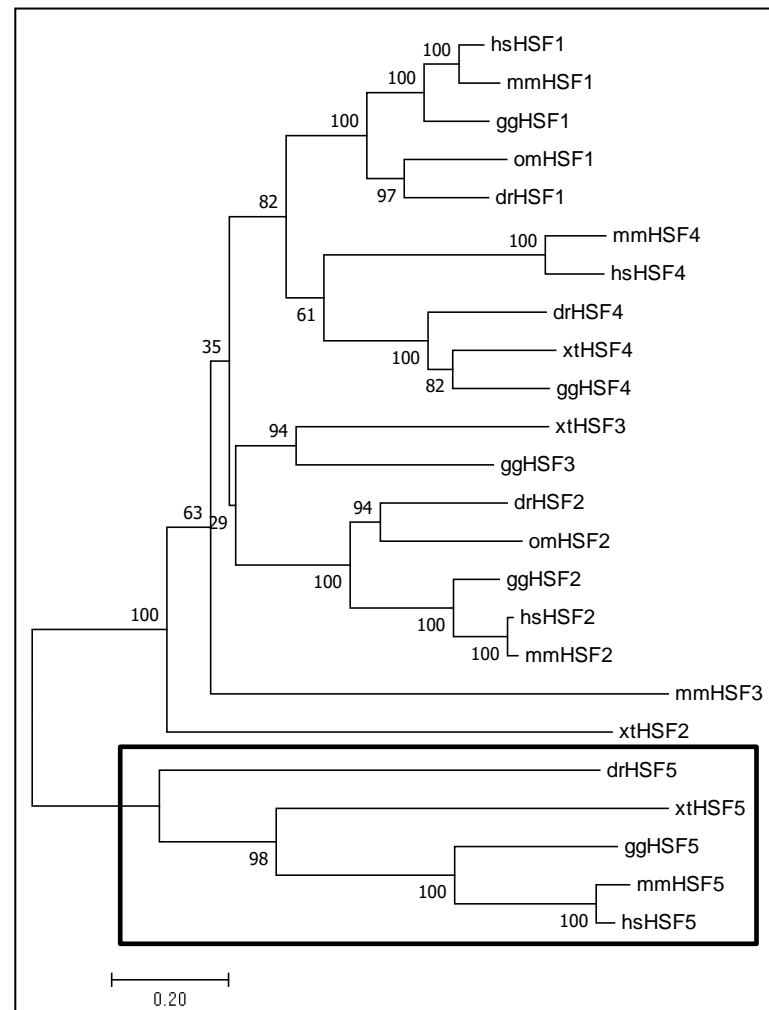 hsHSF1
100
mmHSF1
100
ggHSF1
100
omHSF1
97
drHSF1
82
mmHSF4
100
hsHSF4
61
drHSF4
100
xtHSF4
82
ggHSF4
35
xtHSF3
94
ggHSF3
94
drHSF2
63
29
omHSF2
100
ggHSF2
100
hsHSF2
100
mmHSF2
100
mmHSF3
xtHSF2
drHSF5
xtHSF5
98
ggHSF5
100
mmHSF5
100
hsHSF5
0.20